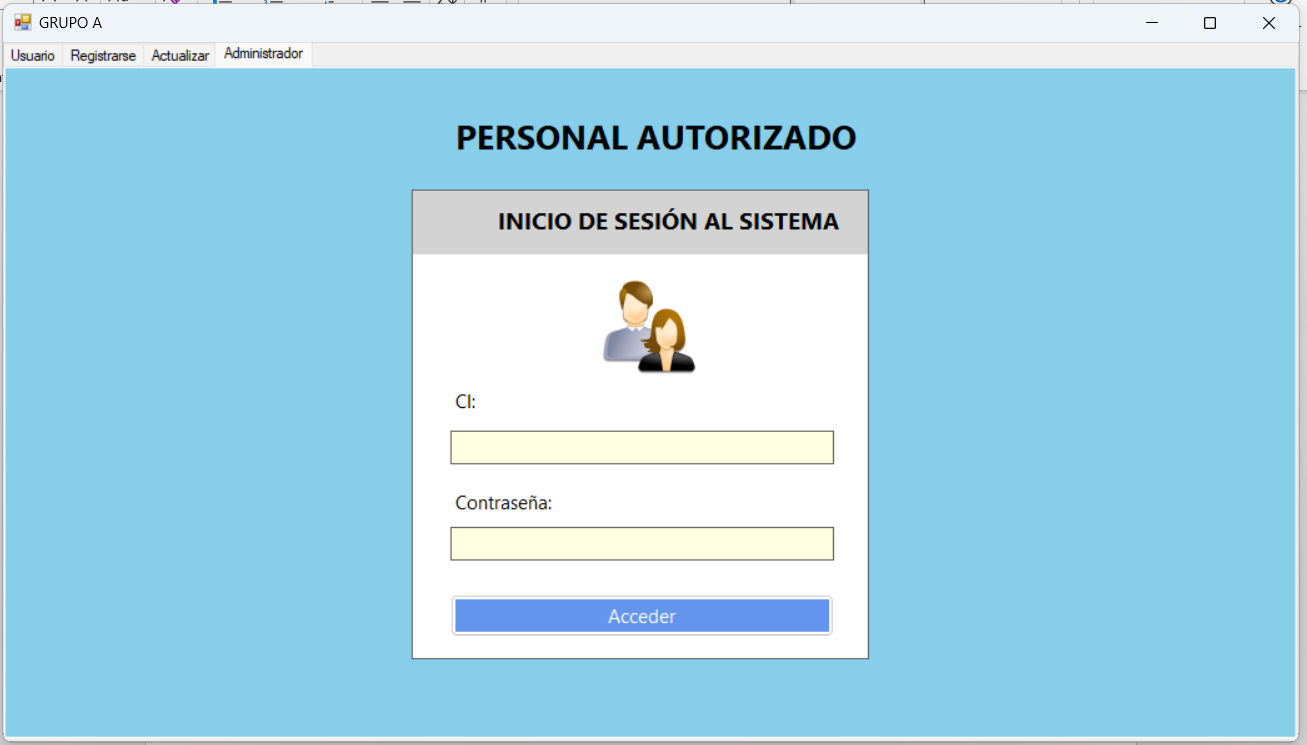 GRUPO A
Usuario Registrarse Actualizar Administrador
PERSONAL AUTORIZADO
INICIO DE SESIÓN AL SISTEMA
CI:
Contraseña:
Acceder